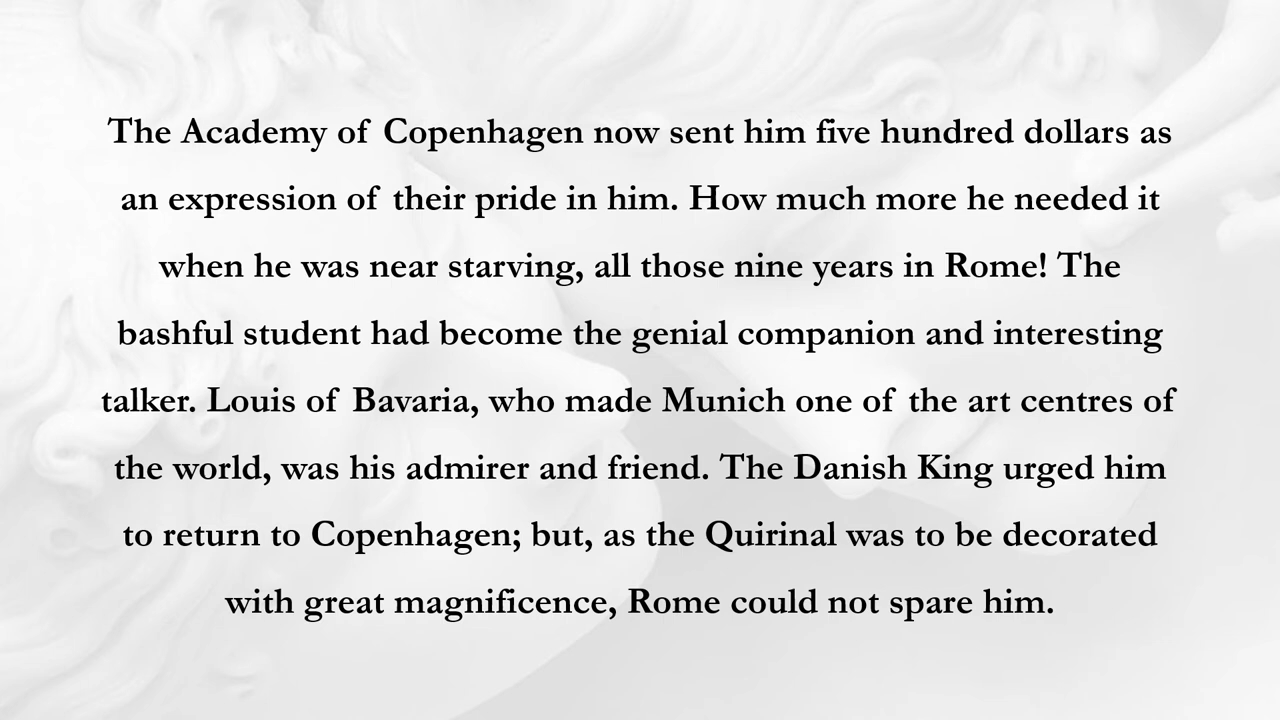 The Academy of Copenhagen now sent him five hundred dollars as
an expression of their pride in him. How much more he needed it
when he was near starving, all those nine years in Rome! The
bashful student had become the genial companion and interesting
talker. Louis of Bavaria, who made Munich one of the art centres of
the world, was his admirer and friend. The Danish King urged him
to return to Copenhagen; but, as the Quirinal was to be decorated
with great magnificence, Rome could not spare him.